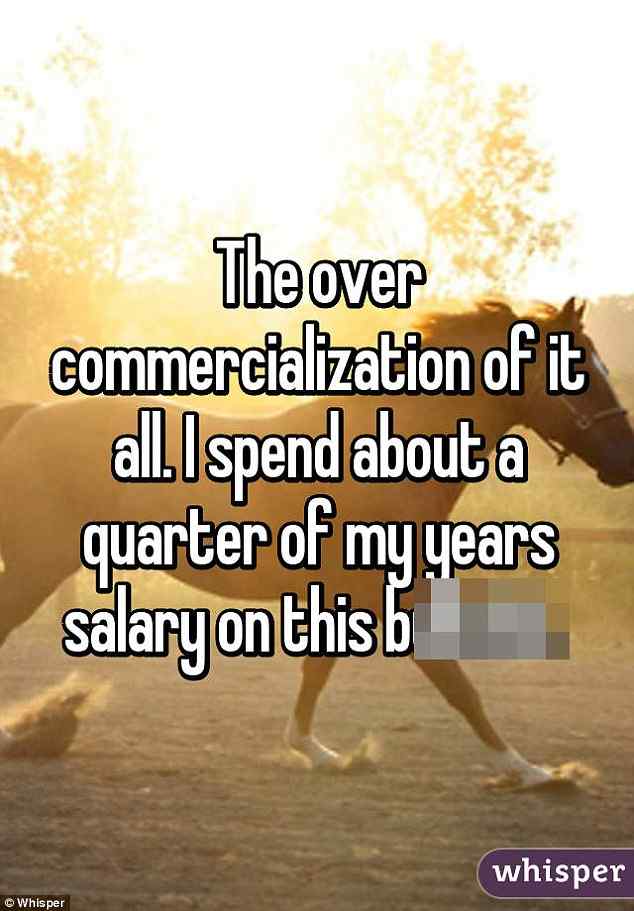 The over
commercialization of it
all. I spend about a
quarter of my years
salary on this
whisper
© Whisper